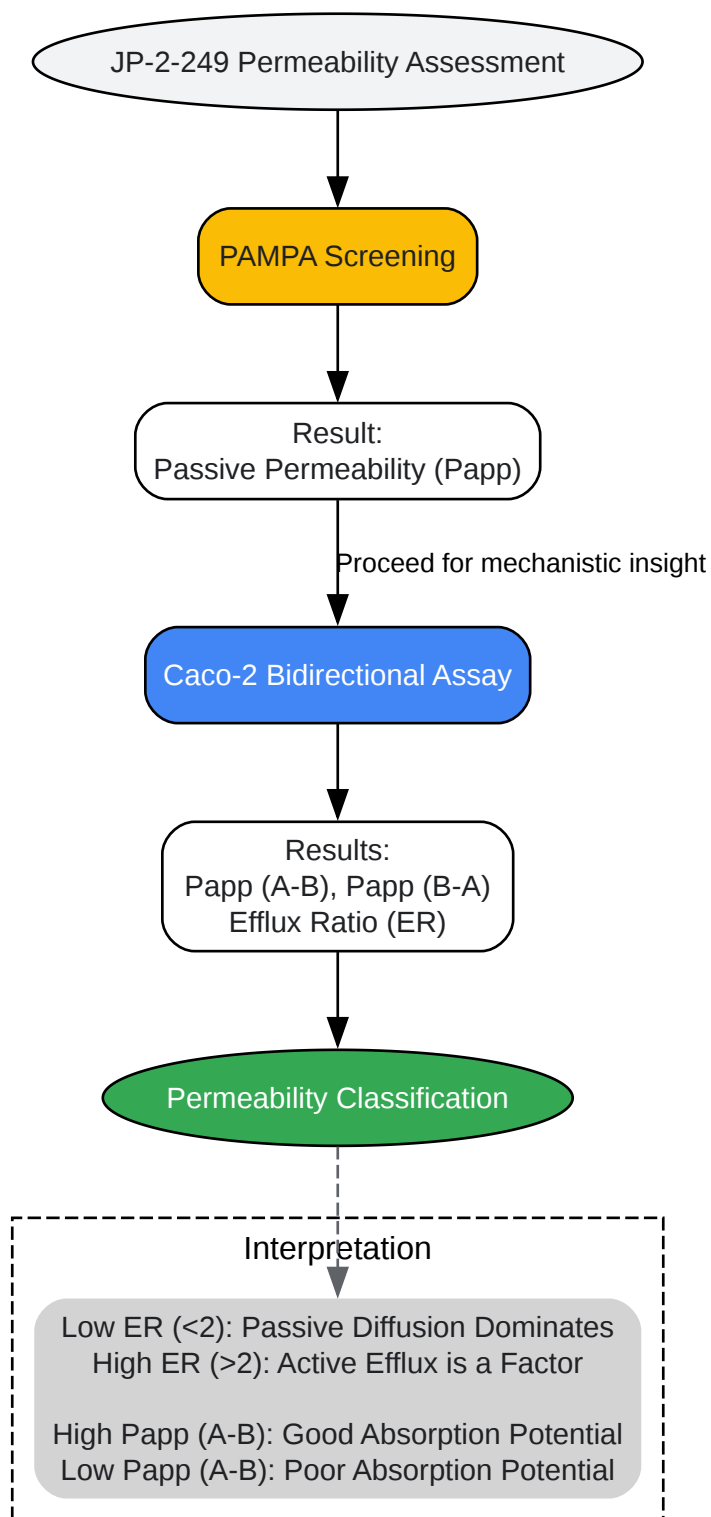 JP-2-249 Permeability Assessment
PAMPA Screening
Result:
Passive Permeability (Papp)
Proceed for mechanistic insight
Caco-2 Bidirectional Assay
Results:
Papp (A-B), Papp (B-A)
Efflux Ratio (ER)
Permeability Classification
Interpretation
Low ER (<2): Passive Diffusion Dominates
High ER (>2): Active Efflux is a Factor
High Papp (A-B): Good Absorption Potential
Low Papp (A-B): Poor Absorption Potential